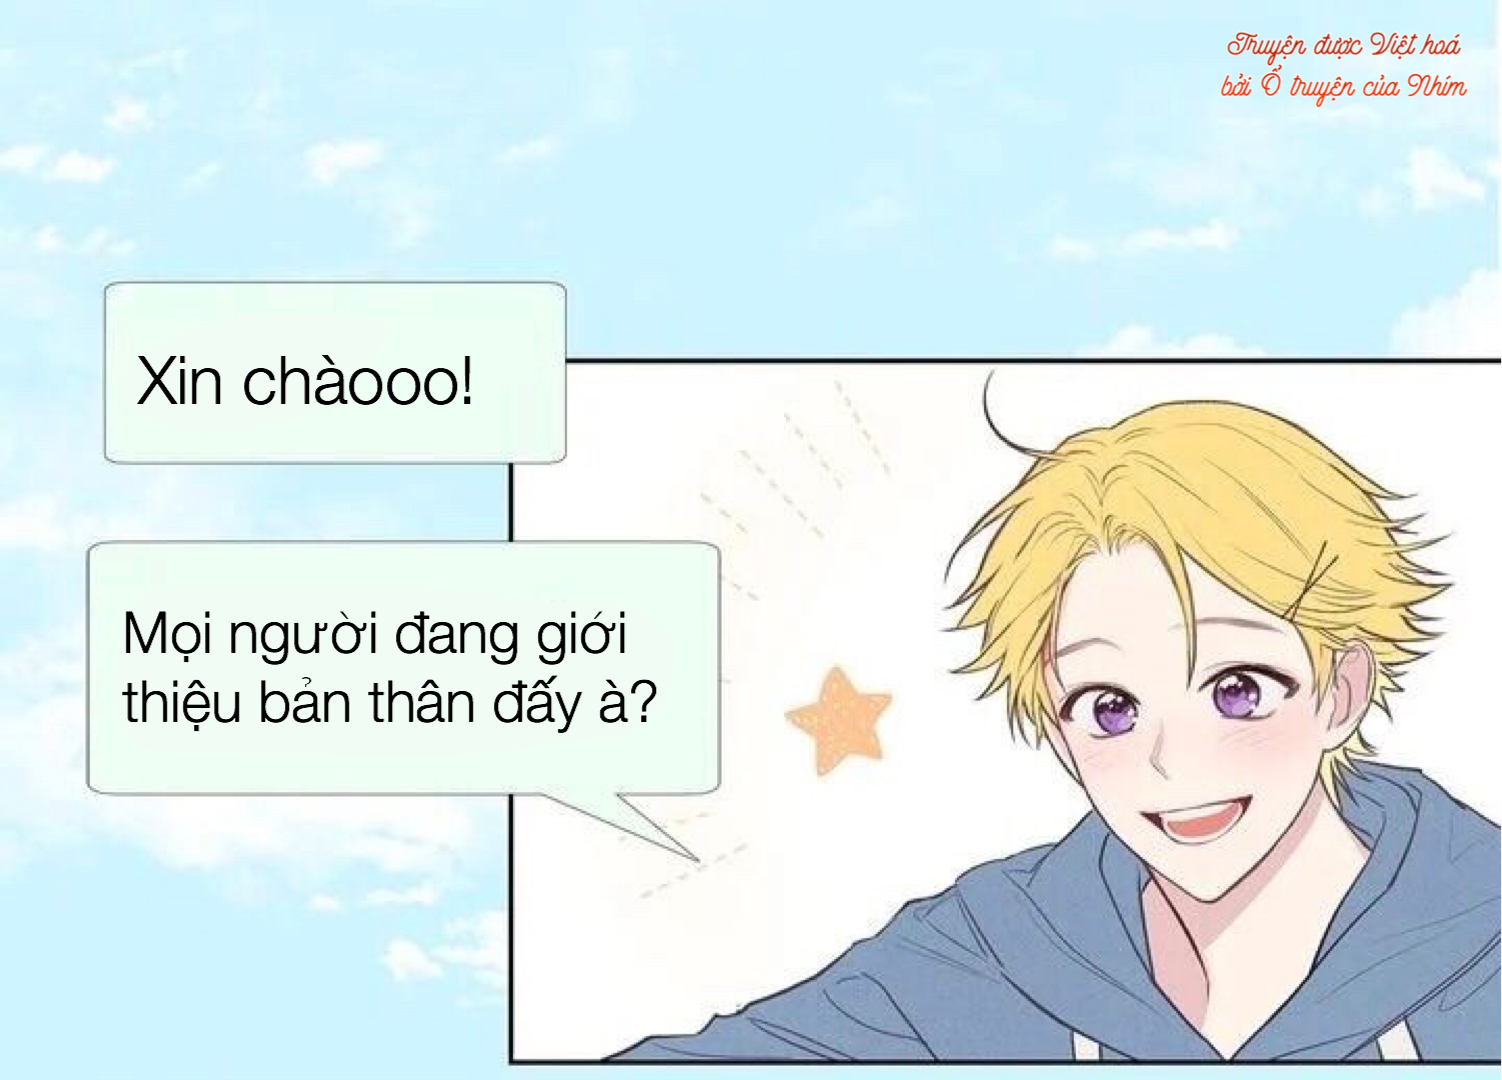 Truyện được Việt hoá
bởi Ổ truyện của Nhím
Xin chàooo!
Mọi người đang giới
thiệu bản thân đấy à?